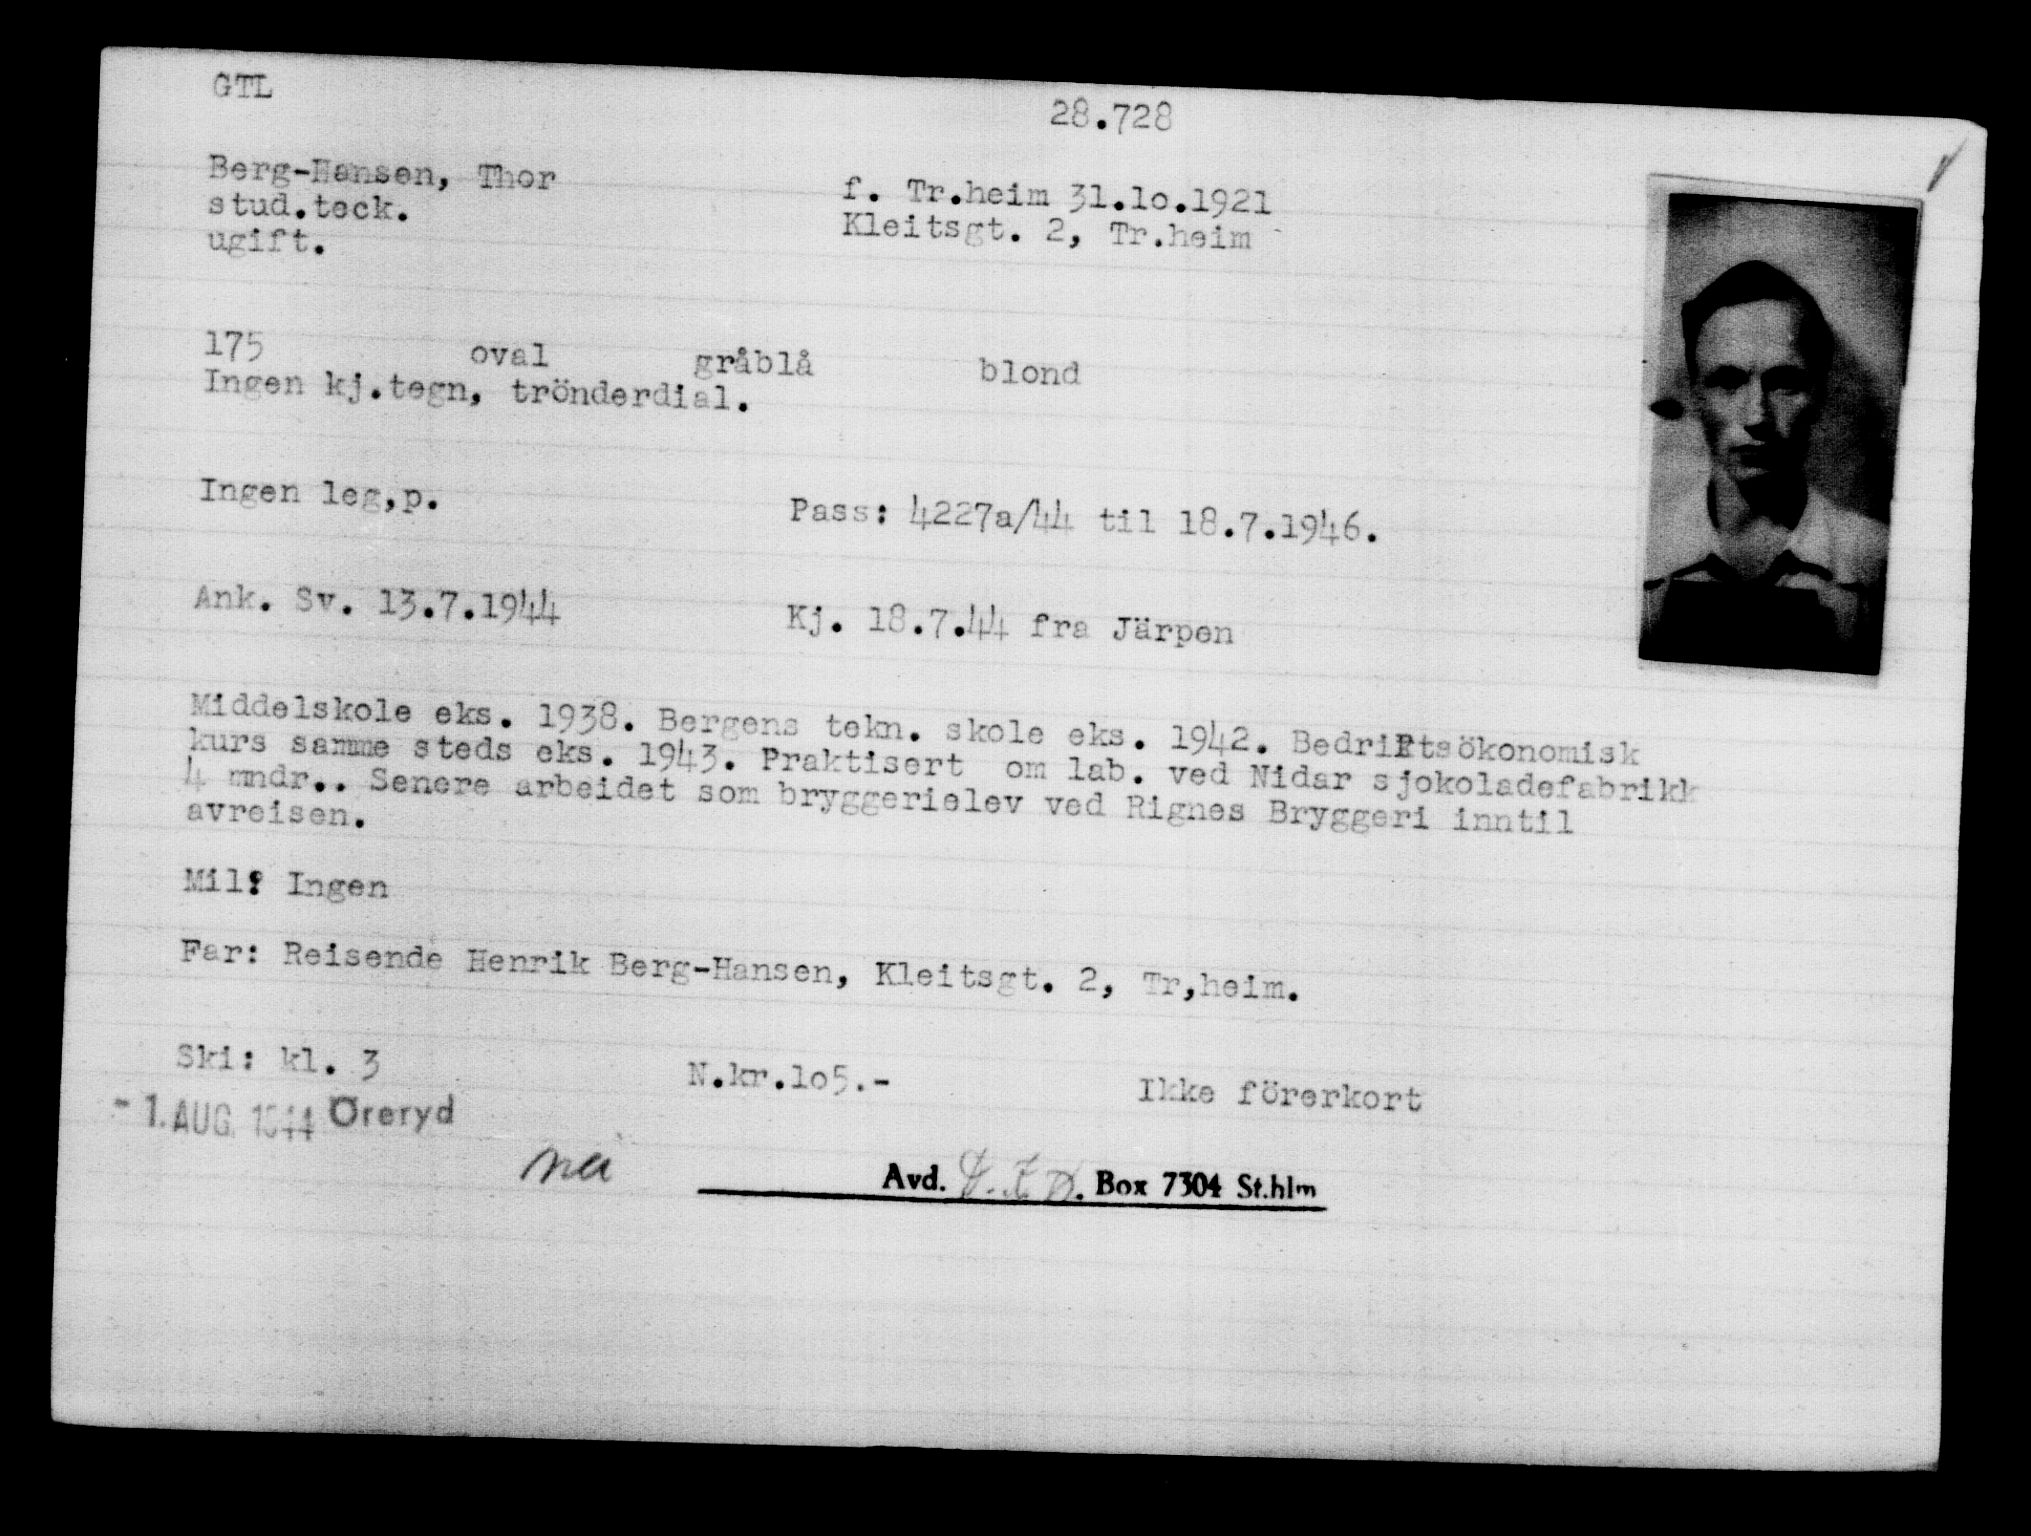 GTL
28.728
Berg-Hansen, Thor
f. Tr.heim 31.lo.1921
stud.teck.
Kleitsgt. 2, Tr.heim
ugift.
175 oval gråblå blond
Ingen kj.tegn, trönderdial.
Ingen leg,p.
Pass: 4227a/44 til 18.7.1946.
Ank. Sv. 13.7.1944
Kj. 18.7.44 fra Järpen
Middelskole eks. 1938. Bergens tekn. skole eks. 1942. Bedriftsökonomisk
kurs samme steds eks. 1943. Praktisert om lab. ved Nidar sjokoladefabrikk
4 mndr.. Senere arbeidet som bryggerielev ved Rignes Bryggeri inntil
avreisen.
Mil: Ingen
Far: Reisende Henrik Berg-Hansen, Kleitsgt. 2, Tr,heim.
Ski: kl. 3
N.kr.lo5.-
Ikke förerkort
- 1. AUG. 1944 Öreryd
Avd. Box 7304 St.hlm